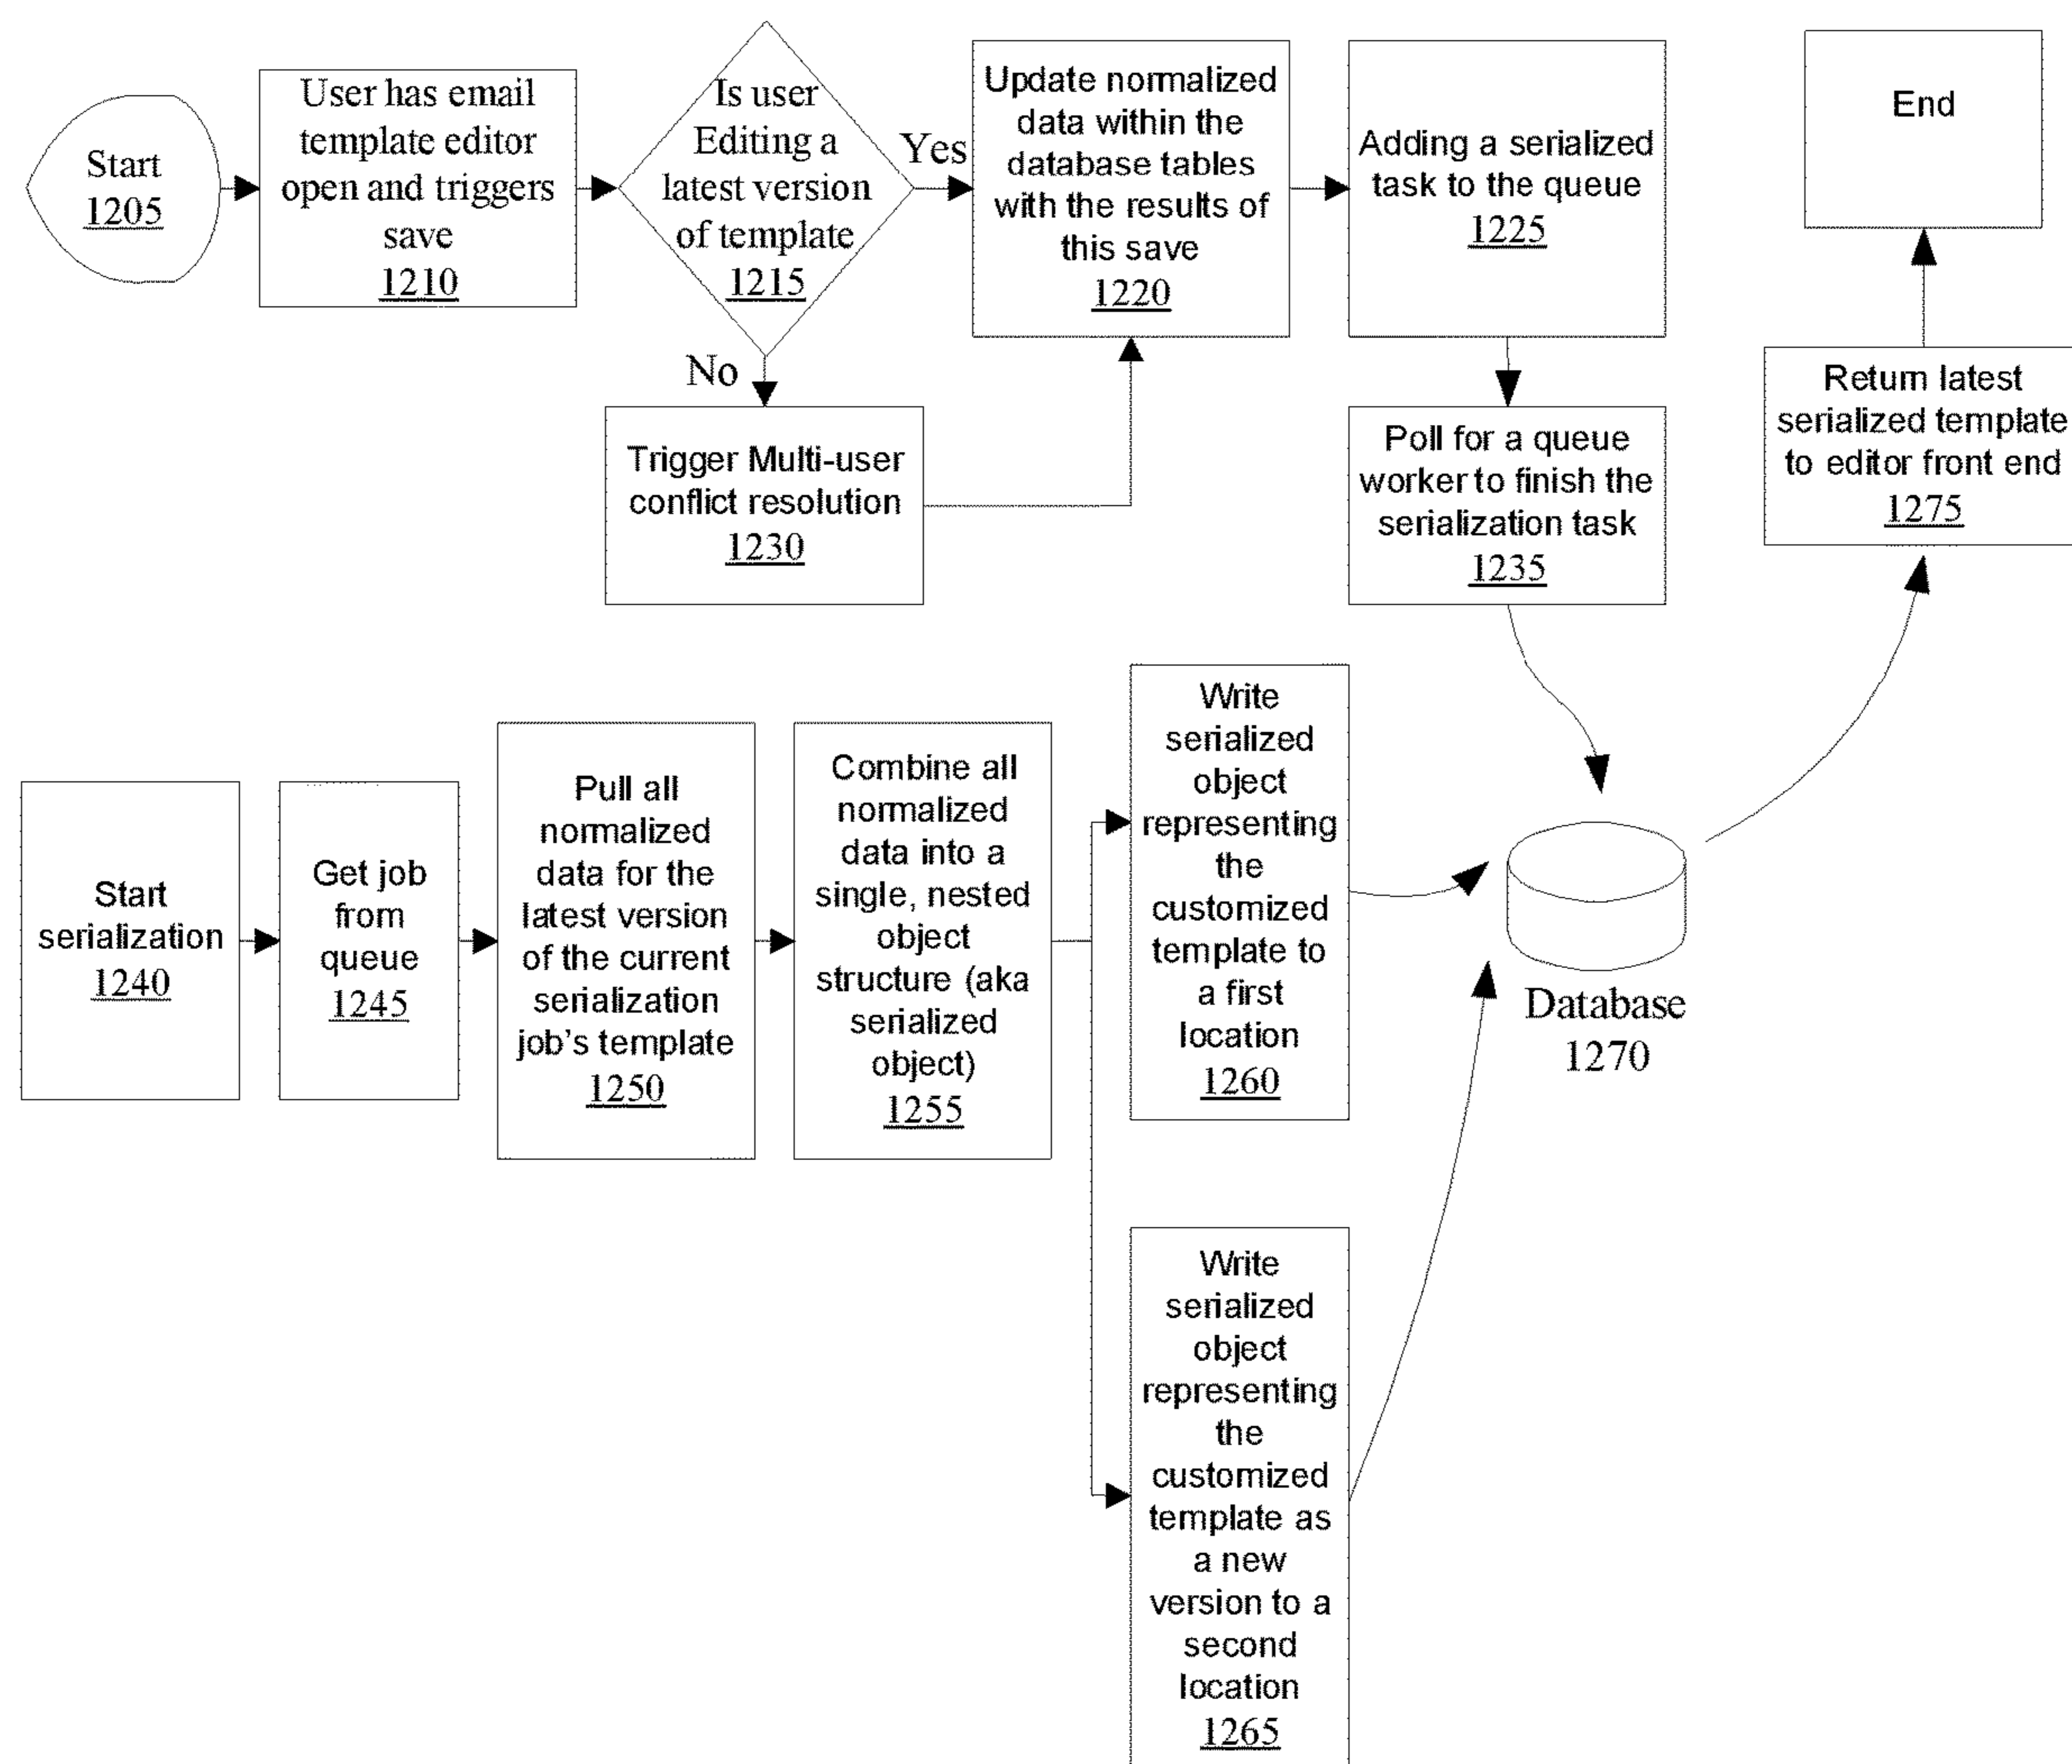 Start
1205
User has email
template editor
open and triggers
save
1210
Is user
Editing a
latest version
of template
1215
Yes
No
Update normalized
data within the
database tables
with the results of
this save
1220
Adding a serialized
task to the queue
1225
End
Trigger Multi-user
conflict resolution
1230
Poll for a queue
worker to finish the
serialization task
1235
Return latest
serialized template
to editor front end
1275
Start
serialization
1240
Get job
from
queue
1245
Pull all
normalized
data for the
latest version
of the current
serialization
job's template
1250
Combine all
normalized
data into a
single, nested
object
structure (aka
serialized
object)
1255
Write
serialized
object
representing
the
customized
template to
a first
location
1260
Database
1270
Write
serialized
object
representing
the
customized
template as
a new
version to a
second
location
1265